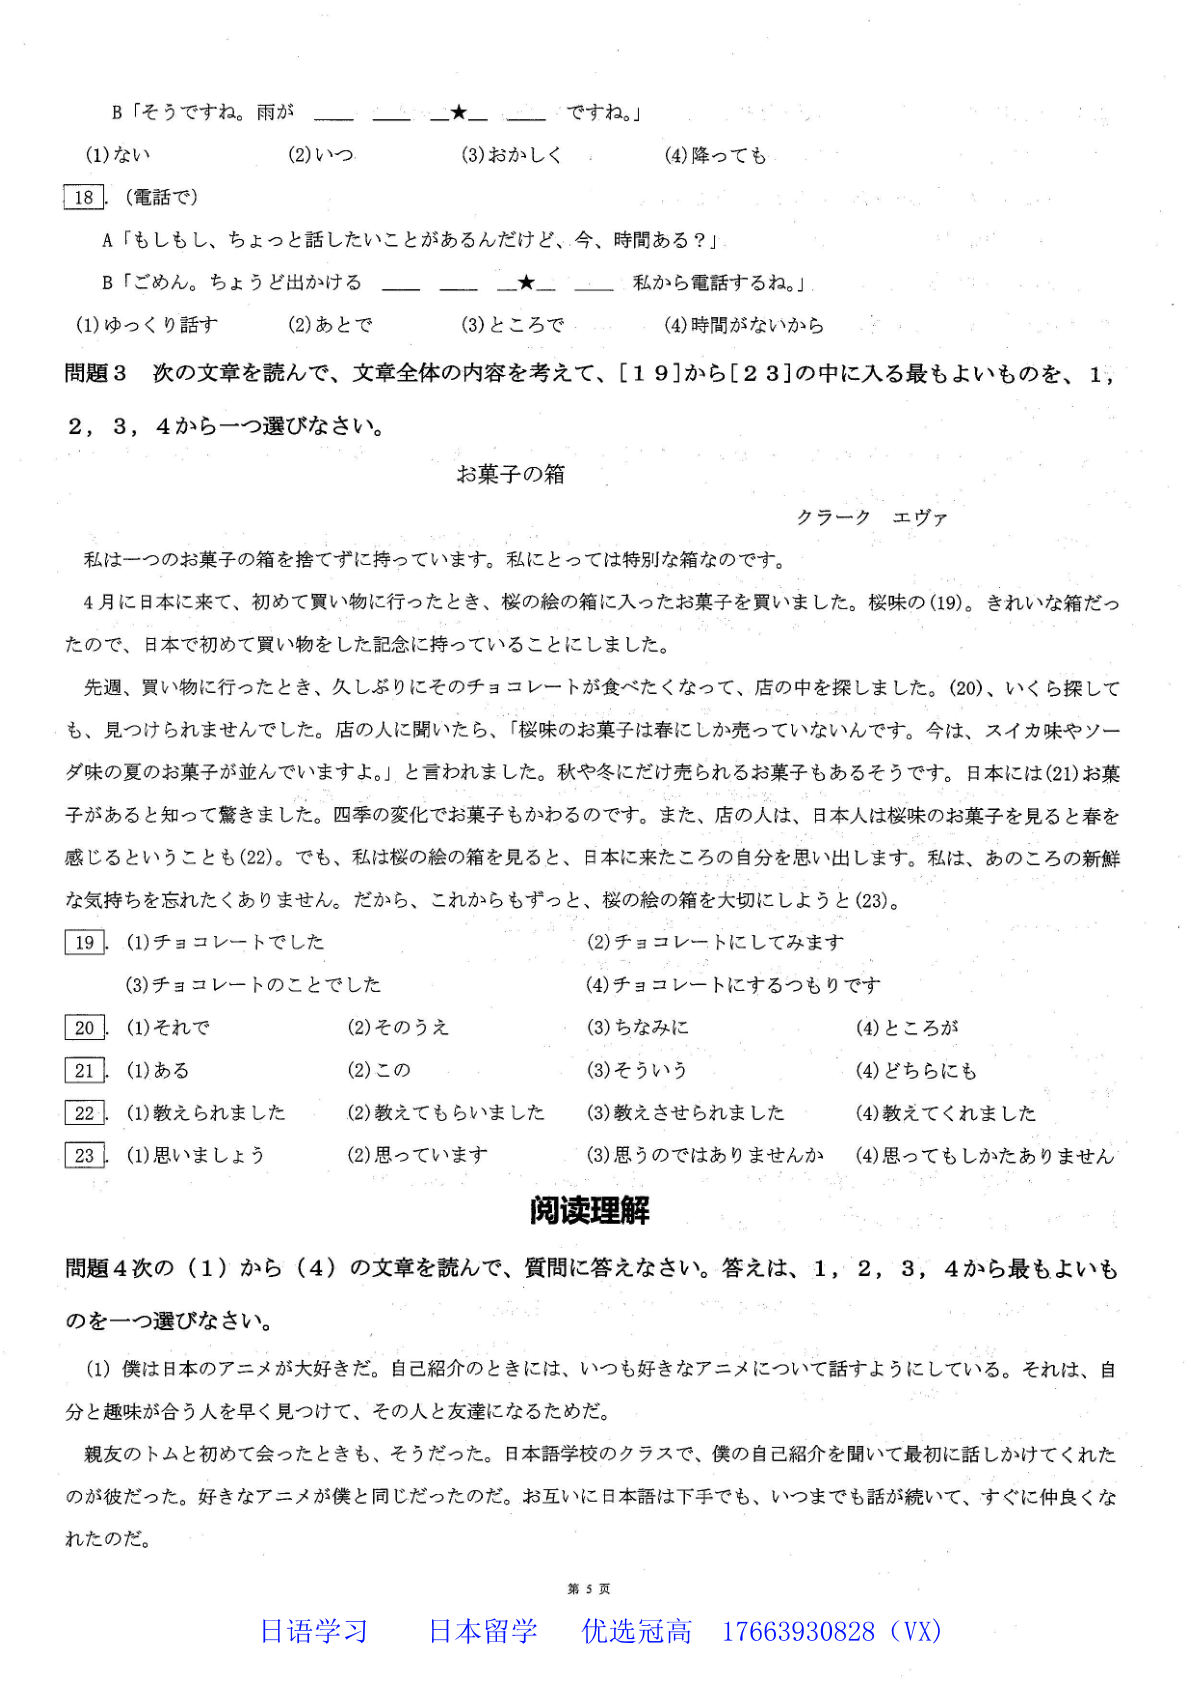 B「そうですね。雨が ____ ____ __★__ ____ ですね。」
(1)ない (2)いつ (3)おかしく (4)降っても
18. （電話で）
A「もしもし、ちょっと話したいことがあるんだけど、今、時間ある？」
B「ごめん。ちょうど出かける ____ ____ __★__ ____ 私から電話するね。」
(1)ゆっくり話す (2)あとで (3)ところで (4)時間がないから
問題３　次の文章を読んで、文章全体の内容を考えて、[１９]から[２３]の中に入る最もよいものを、１，
２，３，４から一つ選びなさい。
お菓子の箱
クラーク　エヴァ
私は一つのお菓子の箱を捨てずに持っています。私にとっては特別な箱なのです。
４月に日本に来て、初めて買い物に行ったとき、桜の絵の箱に入ったお菓子を買いました。桜味の(19)。きれいな箱だっ
たので、日本で初めて買い物をした記念に持っていることにしました。
先週、買い物に行ったとき、久しぶりにそのチョコレートが食べたくなって、店の中を探しました。(20)、いくら探して
も、見つけられませんでした。店の人に聞いたら、「桜味のお菓子は春にしか売っていないんです。今は、スイカ味やソー
ダ味の夏のお菓子が並んでいますよ。」と言われました。秋や冬にだけ売られるお菓子もあるそうです。日本には(21)お菓
子があると知って驚きました。四季の変化でお菓子もかわるのです。また、店の人は、日本人は桜味のお菓子を見ると春を
感じるということも(22)。でも、私は桜の絵の箱を見ると、日本に来たころの自分を思い出します。私は、あのころの新鮮
な気持ちを忘れたくありません。だから、これからもずっと、桜の絵の箱を大切にしようと(23)。
19. (1)チョコレートでした (2)チョコレートにしてみます
(3)チョコレートのことでした (4)チョコレートにするつもりです
20. (1)それで (2)そのうえ (3)ちなみに (4)ところが
21. (1)ある (2)この (3)そういう (4)どちらにも
22. (1)教えられました (2)教えてもらいました (3)教えさせられました (4)教えてくれました
23. (1)思いましょう (2)思っています (3)思うのではありませんか (4)思ってもしかたありません
阅读理解
問題４次の（１）から（４）の文章を読んで、質問に答えなさい。答えは、１，２，３，４から最もよいも
のを一つ選びなさい。
(1) 僕は日本のアニメが大好きだ。自己紹介のときには、いつも好きなアニメについて話すようにしている。それは、自
分と趣味が合う人を早く見つけて、その人と友達になるためだ。
親友のトムと初めて会ったときも、そうだった。日本語学校のクラスで、僕の自己紹介を聞いて最初に話しかけてくれた
のが彼だった。好きなアニメが僕と同じだったのだ。お互いに日本語は下手でも、いつまでも話が続いて、すぐに仲良くな
れたのだ。
第 5 页
日语学习 日本留学 优选冠高 17663930828（VX）